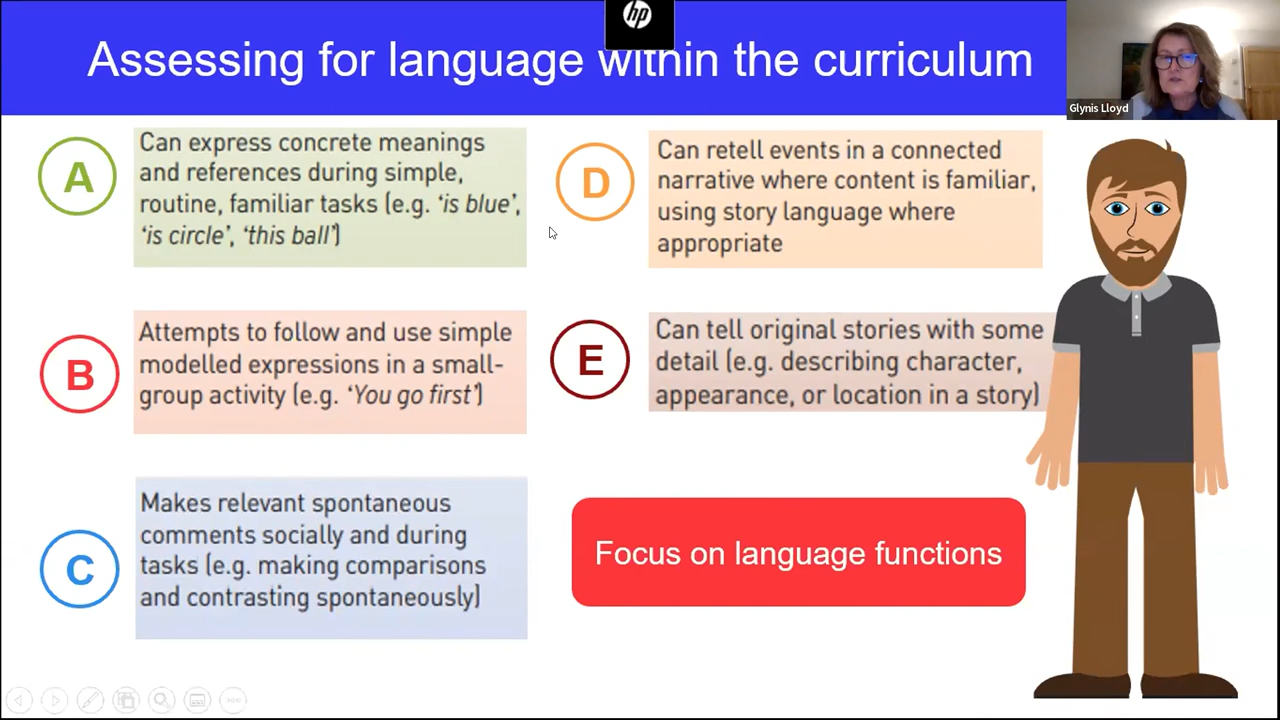 hp
Assessing for language within the curriculum
Glynis Lloyd
A
Can express concrete meanings
and references during simple,
routine, familiar tasks (e.g. ‘is blue’,
‘is circle’, ‘this ball’)
B
Attempts to follow and use simple
modelled expressions in a small-
group activity (e.g. ‘You go first’)
C
Makes relevant spontaneous
comments socially and during
tasks (e.g. making comparisons
and contrasting spontaneously)
D
Can retell events in a connected
narrative where content is familiar,
using story language where
appropriate
E
Can tell original stories with some
detail (e.g. describing character,
appearance, or location in a story)
Focus on language functions